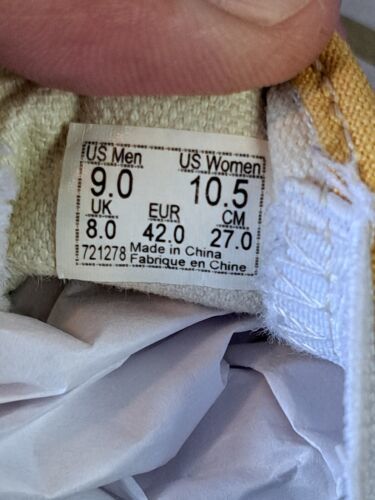 US Men US Women
9.0 10.5
UK EUR CM
8.0 42.0 27.0
721278 Made in China
Fabrique en Chine